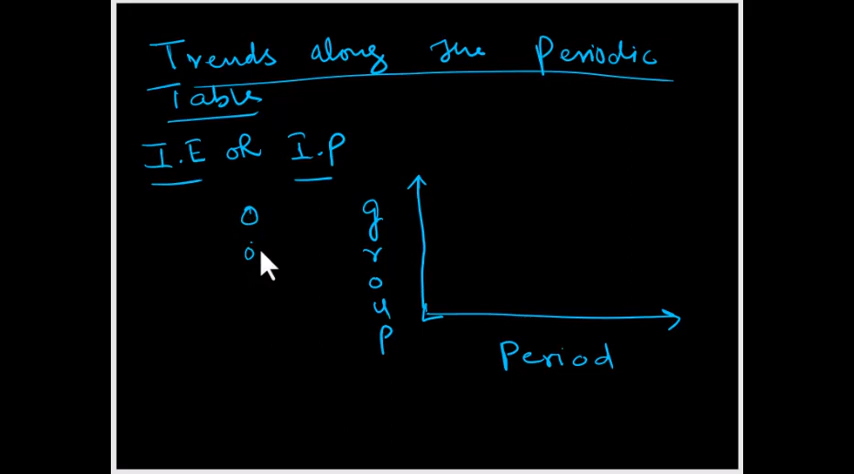 Trends along the Periodic
Table
I.E or I.P
group
Period